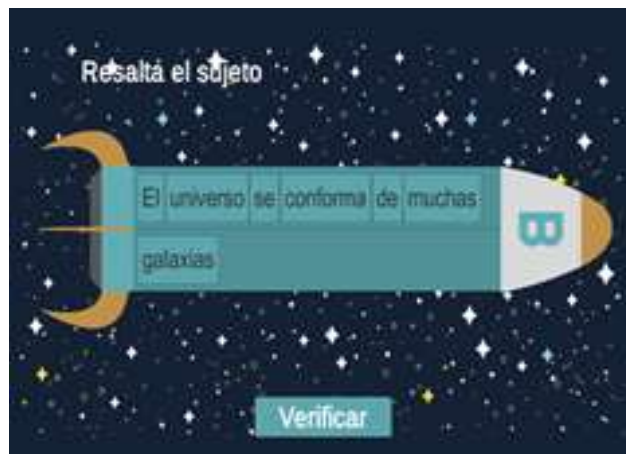 Resaltá el sujeto
El universo se conforma de muchas
galaxias
B
Verificar